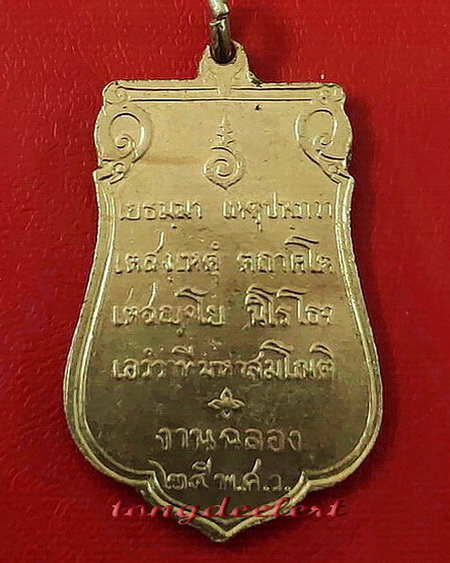 เยธมฺมา เหตุปฺปภวา
เตสํเหตุํ ตถาคโต
เตสญฺจโย นิโรโธจ
เอวํวาทีมหาสมโณติ
งานฉลอง
๒๕ พ.ศ.ว.
tongdeelert